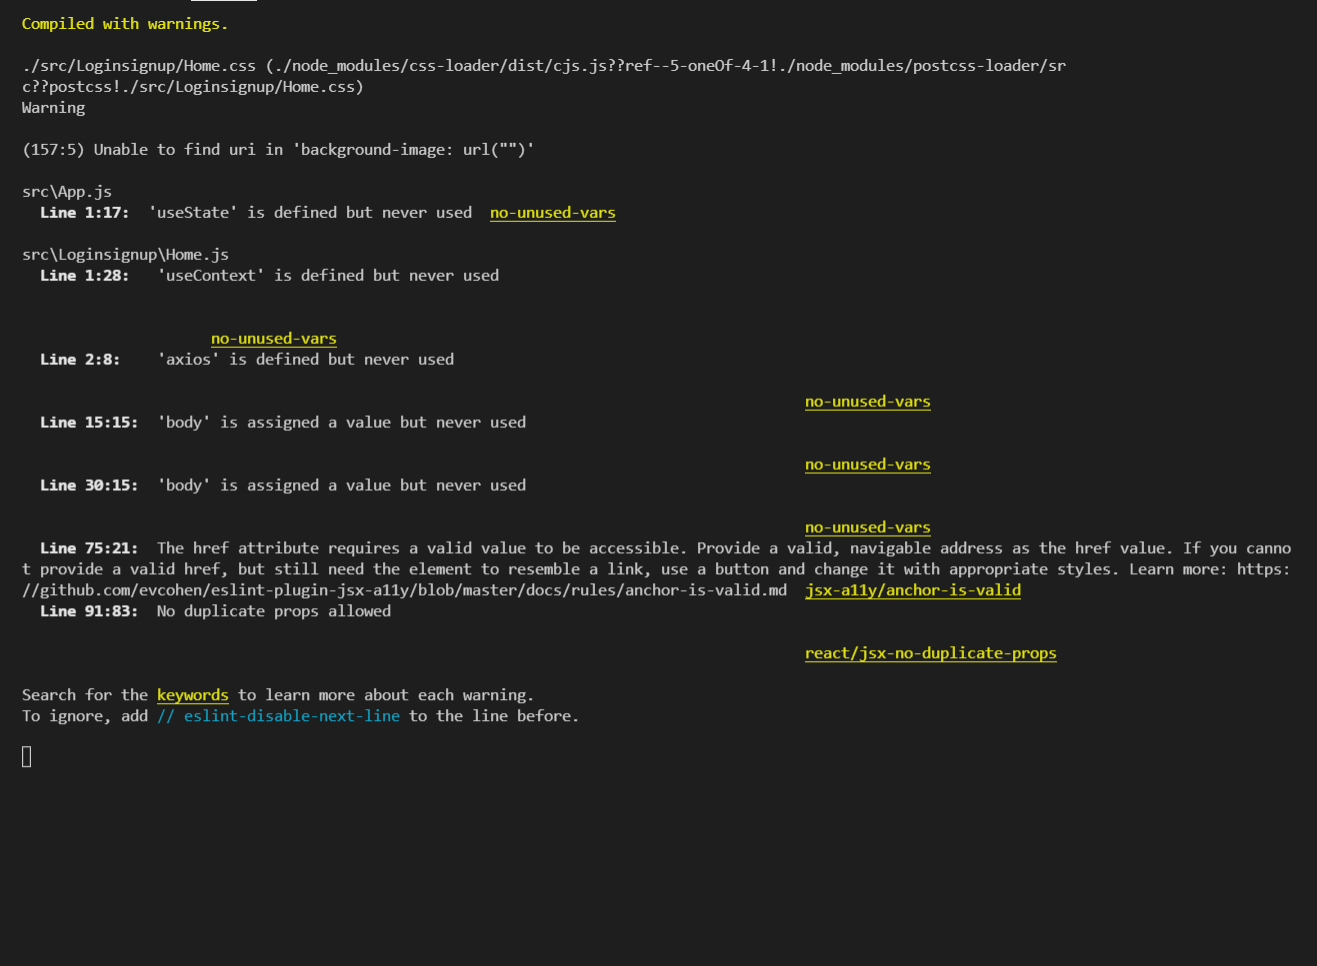 Compiled with warnings.
./src/Loginsignup/Home.css (./node_modules/css-loader/dist/cjs.js??ref--5-oneOf-4-1!./node_modules/postcss-loader/sr
c??postcss!./src/Loginsignup/Home.css)
Warning
(157:5) Unable to find uri in 'background-image: url("")'
src\App.js
Line 1:17:  'useState' is defined but never used  no-unused-vars
src\Loginsignup\Home.js
Line 1:28:   'useContext' is defined but never used
no-unused-vars
Line 2:8:    'axios' is defined but never used
no-unused-vars
Line 15:15:  'body' is assigned a value but never used
no-unused-vars
Line 30:15:  'body' is assigned a value but never used
no-unused-vars
Line 75:21:  The href attribute requires a valid value to be accessible. Provide a valid, navigable address as the href value. If you canno
t provide a valid href, but still need the element to resemble a link, use a button and change it with appropriate styles. Learn more: https:
//github.com/evcohen/eslint-plugin-jsx-a11y/blob/master/docs/rules/anchor-is-valid.md  jsx-a11y/anchor-is-valid
Line 91:83:  No duplicate props allowed
react/jsx-no-duplicate-props
Search for the keywords to learn more about each warning.
To ignore, add // eslint-disable-next-line to the line before.